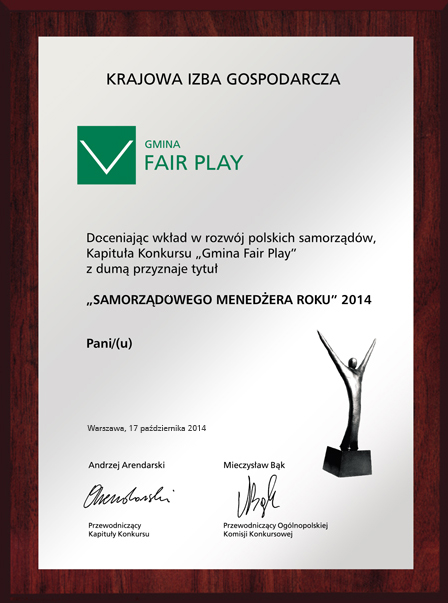 KRAJOWA IZBA GOSPODARCZA
GMINA
FAIR PLAY
Doceniając wkład w rozwój polskich samorządów,
Kapituła Konkursu „Gmina Fair Play”
z dumą przyznaje tytuł
„SAMORZĄDOWEGO MENEDŻERA ROKU” 2014
Pani/(u)
Warszawa, 17 października 2014
Andrzej Arendarski
Mieczysław Bąk
Arendarski
MBąk
Przewodniczący
Kapituły Konkursu
Przewodniczący Ogólnopolskiej
Komisji Konkursowej